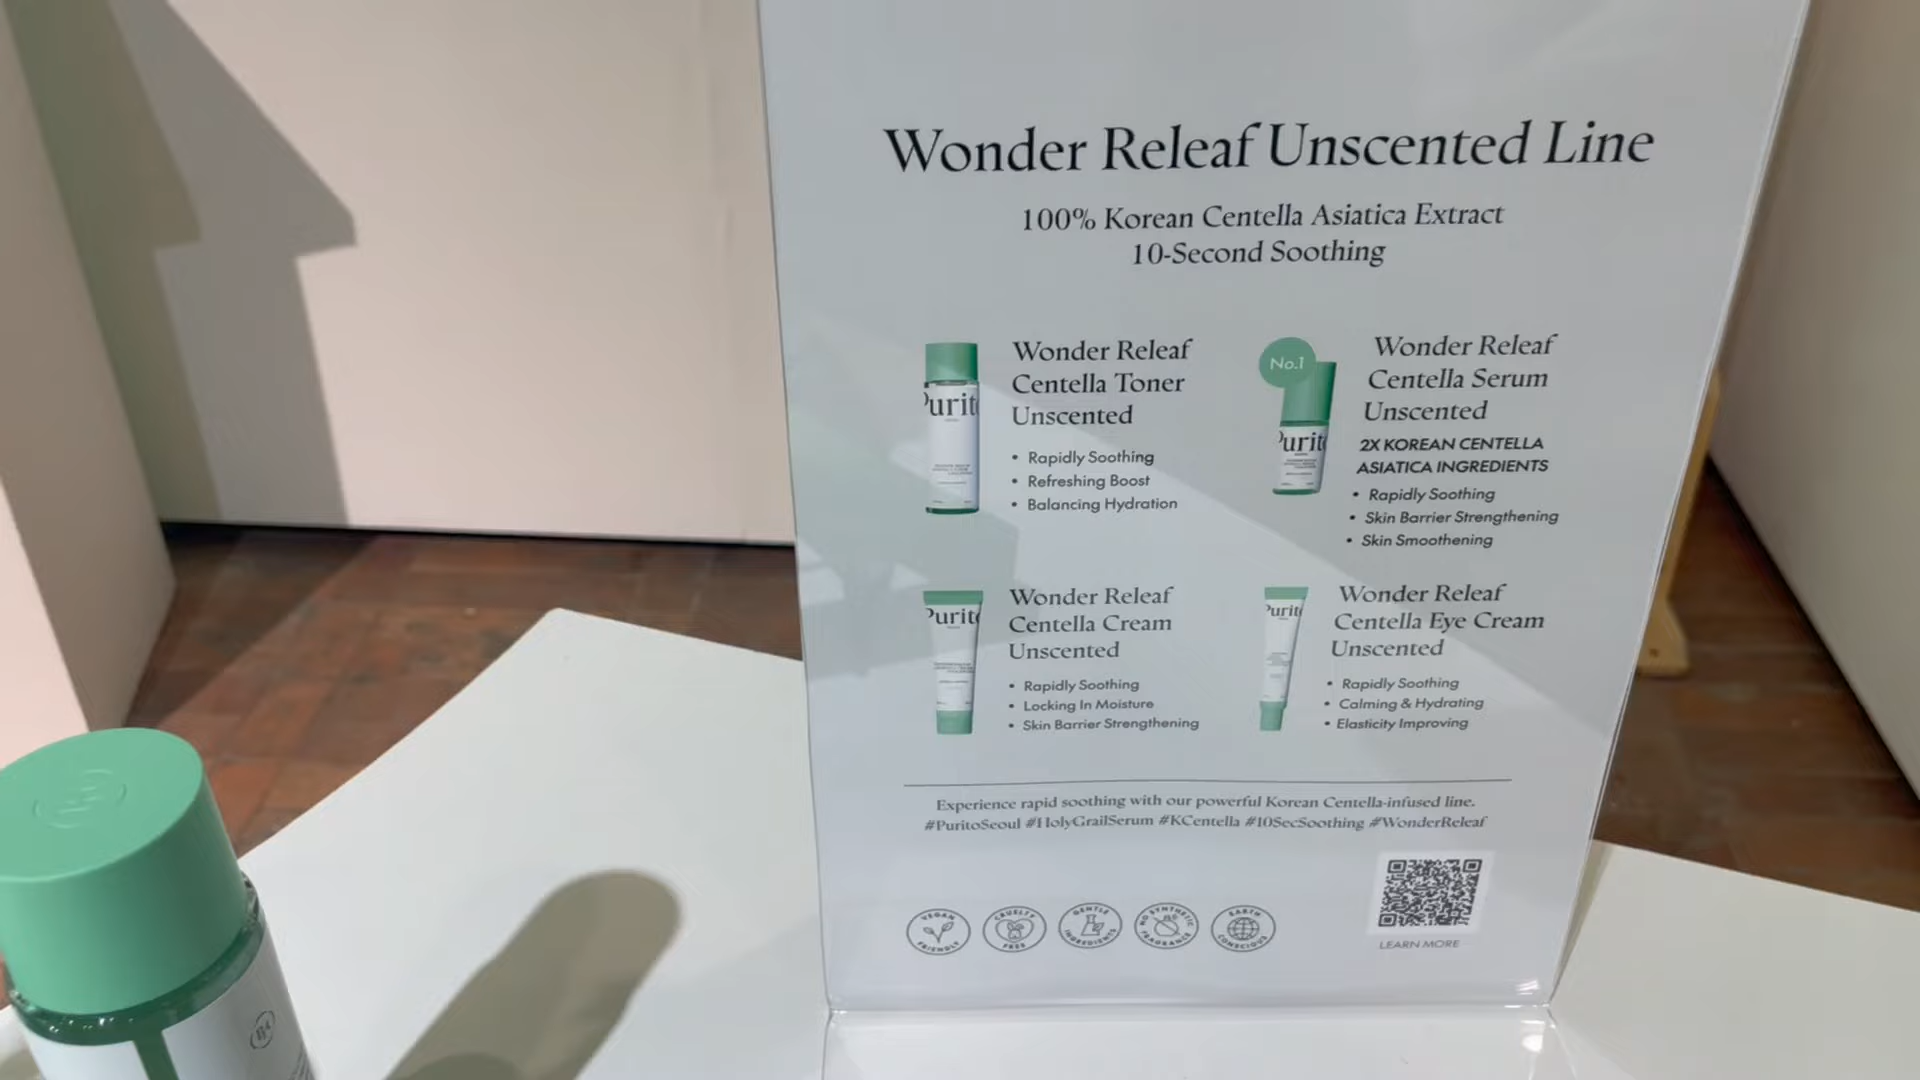 Wonder Releaf Unscented Line
100% Korean Centella Asiatica Extract
10-Second Soothing
Purito
Wonder Releaf
Centella Toner
Unscented
• Rapidly Soothing
• Refreshing Boost
• Balancing Hydration
No.1
Purito
Wonder Releaf
Centella Serum
Unscented
2X KOREAN CENTELLA
ASIATICA INGREDIENTS
• Rapidly Soothing
• Skin Barrier Strengthening
• Skin Smoothening
Purito
Wonder Releaf
Centella Cream
Unscented
• Rapidly Soothing
• Locking In Moisture
• Skin Barrier Strengthening
Purito
Wonder Releaf
Centella Eye Cream
Unscented
• Rapidly Soothing
• Calming & Hydrating
• Elasticity Improving
Experience rapid soothing with our powerful Korean Centella-infused line.
#PuritoSeoul #HolyGrailSerum #KCentella #10SecSoothing #WonderReleaf
VEGAN FRIENDLY
CRUELTY FREE
GENTLE INGREDIENTS
NO SYNTHETIC FRAGRANCE
EARTH CONSCIOUS
LEARN MORE